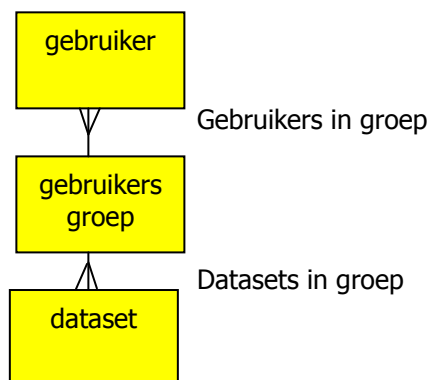 gebruiker
Gebruikers in groep
gebruikers
groep
Datasets in groep
dataset